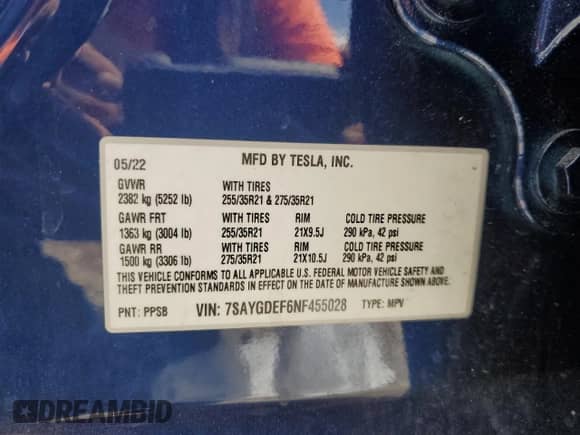 05/22 MFD BY TESLA, INC.
GVWR WITH TIRES
2382 kg (5252 lb) 255/35R21 & 275/35R21
GAWR FRT WITH TIRES RIM COLD TIRE PRESSURE
1363 kg (3004 lb) 255/35R21 21X9.5J 290 kPa, 42 psi
GAWR RR WITH TIRES RIM COLD TIRE PRESSURE
1500 kg (3306 lb) 275/35R21 21X10.5J 290 kPa, 42 psi
THIS VEHICLE CONFORMS TO ALL APPLICABLE U.S. FEDERAL MOTOR VEHICLE SAFETY AND
THEFT PREVENTION STANDARDS IN EFFECT ON THE DATE OF MANUFACTURE SHOWN ABOVE.
PNT: PPSB VIN: 7SAYGDEF6NF455028 TYPE: MPV
DREAMBID